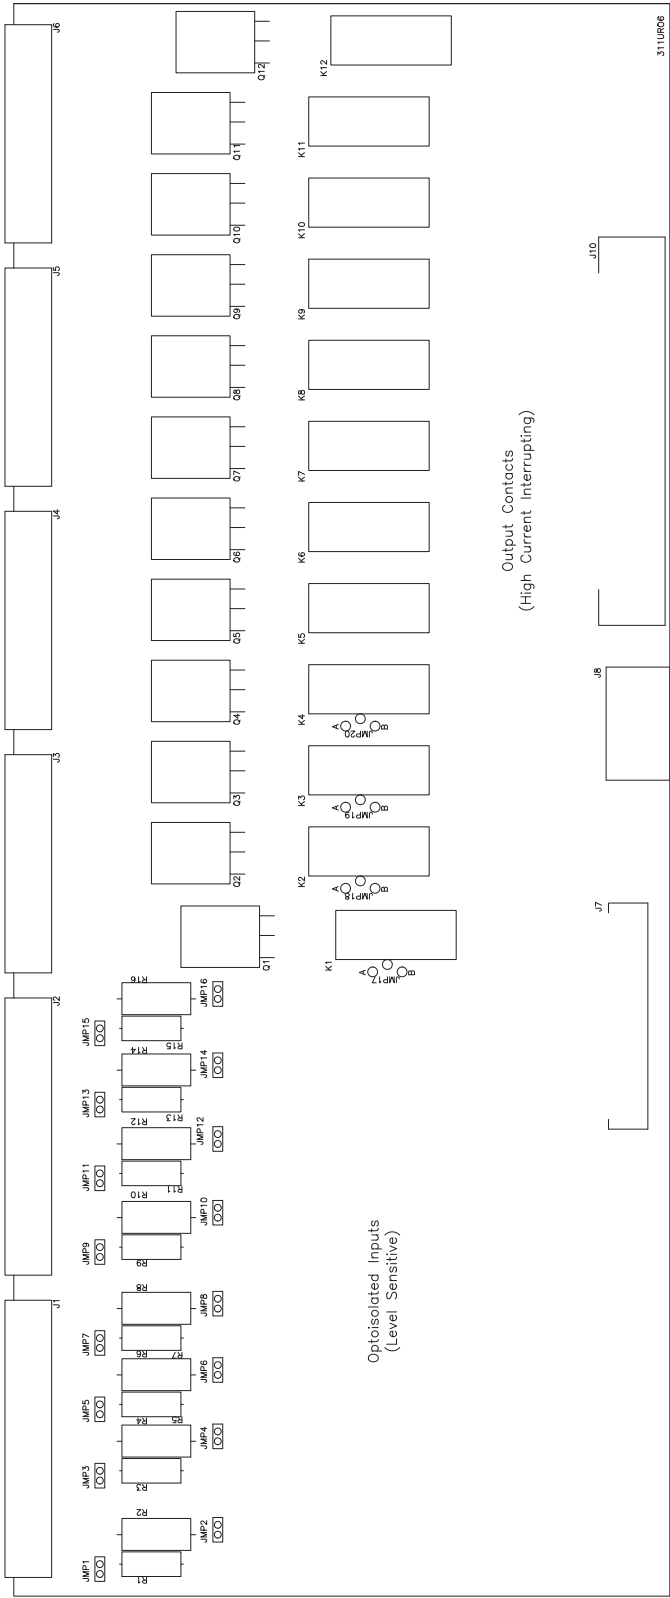 J1
J2
J3
J4
J5
J6
JMP1
JMP3
JMP5
JMP7
JMP9
JMP11
JMP13
JMP15
R1
R2
R3
R4
R5
R6
R7
R8
R9
R10
R11
R12
R13
R14
R15
R16
JMP2
JMP4
JMP6
JMP8
JMP10
JMP12
JMP14
JMP16
Q1
Q2
Q3
Q4
Q5
Q6
Q7
Q8
Q9
Q10
Q11
Q12
K1
K2
K3
K4
K5
K6
K7
K8
K9
K10
K11
K12
A
JMP17
B
A
JMP18
B
A
JMP19
B
A
JMP20
B
Optoisolated Inputs
(Level Sensitive)
Output Contacts
(High Current Interrupting)
J7
J8
J10
311UR06